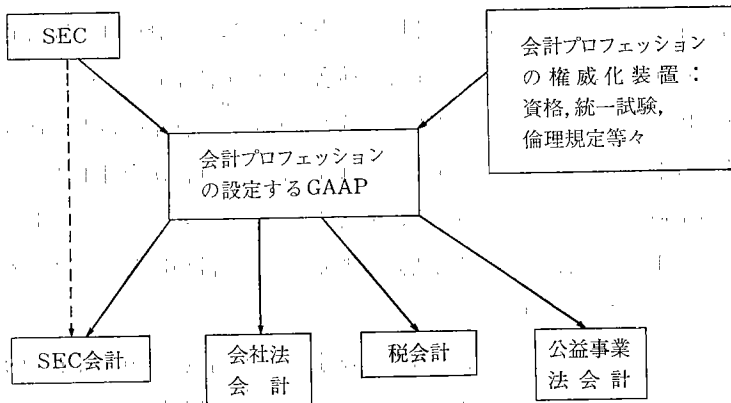 SEC
会計プロフェッション
の権威化装置：
資格,統一試験,
倫理規定等々
会計プロフェッション
の設定するGAAP
SEC会計
会社法
会計
税会計
公益事業
法会計